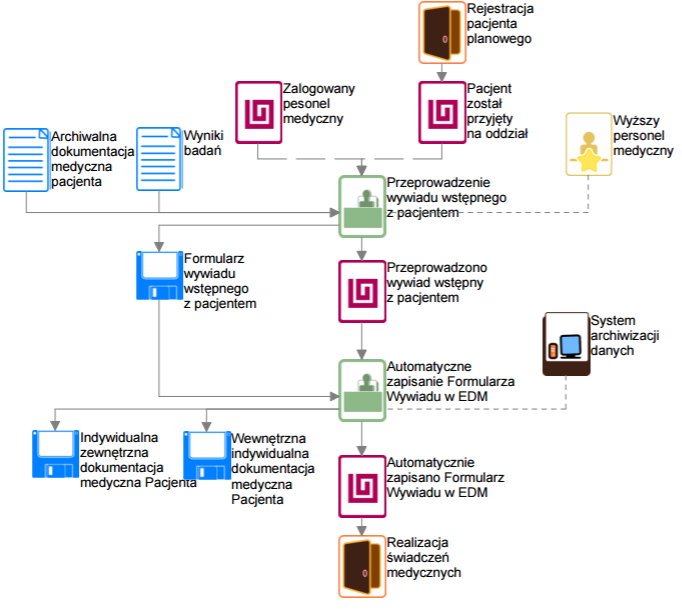 Rejestracja
pacjenta
planowego
Zalogowany
pesonel
medyczny
Pacjent
został
przyjęty
na oddział
Archiwalna
dokumentacja
medyczna
pacjenta
Wyniki
badań
Wyższy
personel
medyczny
Przeprowadzenie
wywiadu wstępnego
z pacjentem
Formularz
wywiadu
wstępnego
z pacjentem
Przeprowadzono
wywiad wstępny
z pacjentem
System
archiwizacji
danych
Automatyczne
zapisanie Formularza
Wywiadu w EDM
Indywidualna
zewnętrzna
dokumentacja
medyczna Pacjenta
Wewnętrzna
indywidualna
dokumentacja
medyczna
Pacjenta
Automatycznie
zapisano Formularz
Wywiadu w EDM
Realizacja
świadczeń
medycznych